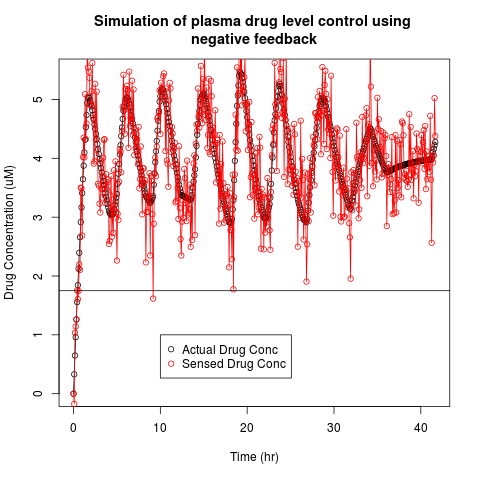 Simulation of plasma drug level control using
negative feedback
Drug Concentration (uM)
5
4
3
2
1
0
Actual Drug Conc
Sensed Drug Conc
0 10 20 30 40
Time (hr)